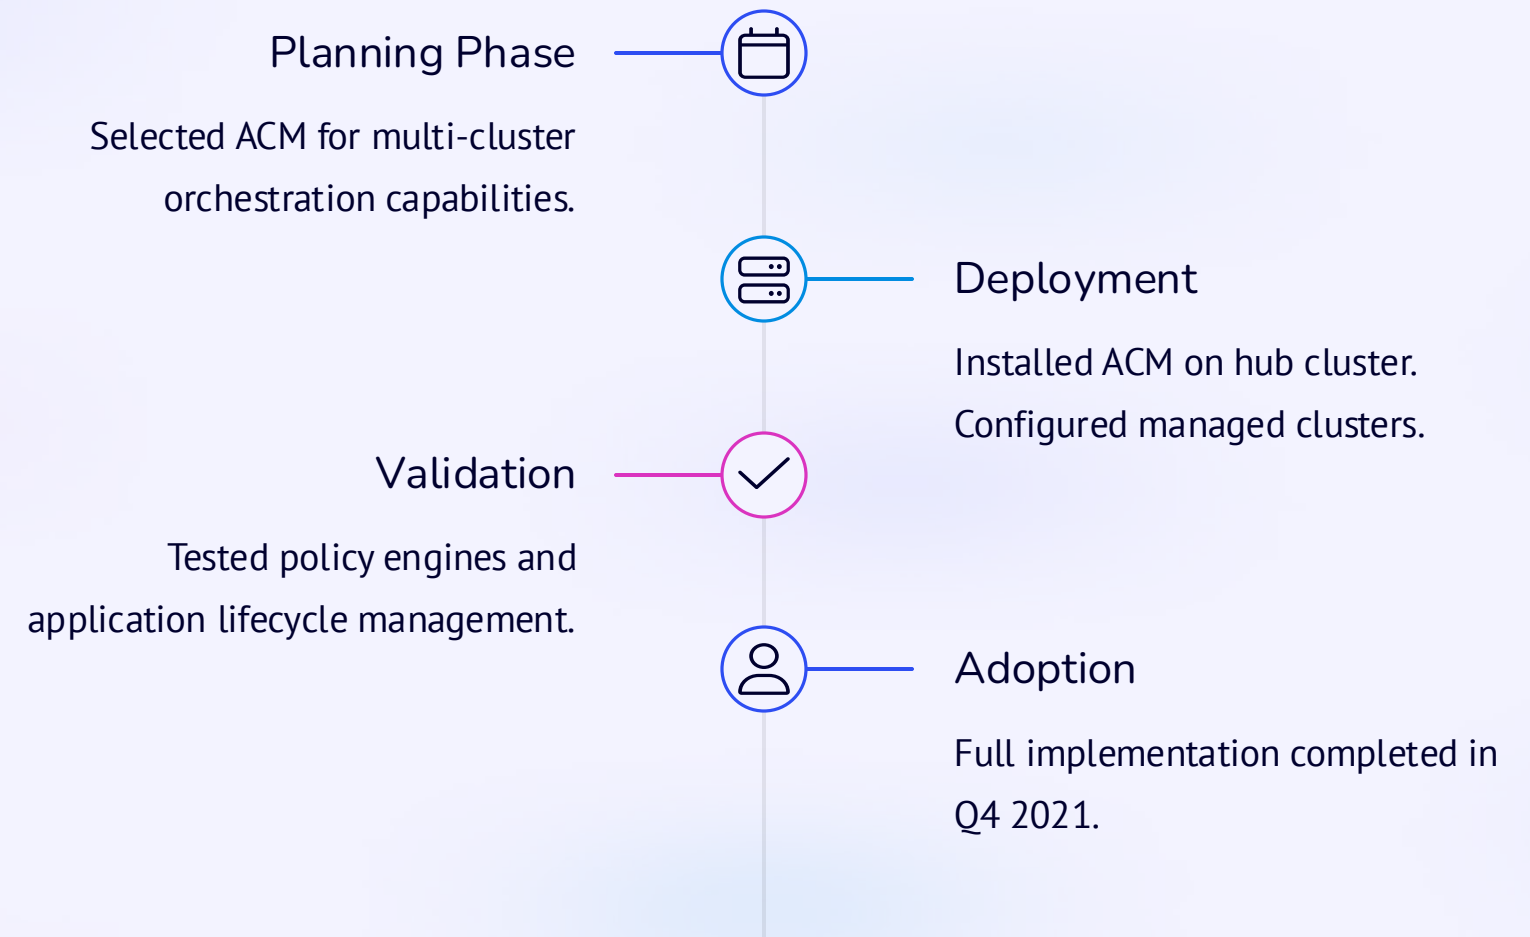 Planning Phase
Selected ACM for multi-cluster
orchestration capabilities.
Deployment
Installed ACM on hub cluster.
Configured managed clusters.
Validation
Tested policy engines and
application lifecycle management.
Adoption
Full implementation completed in
Q4 2021.